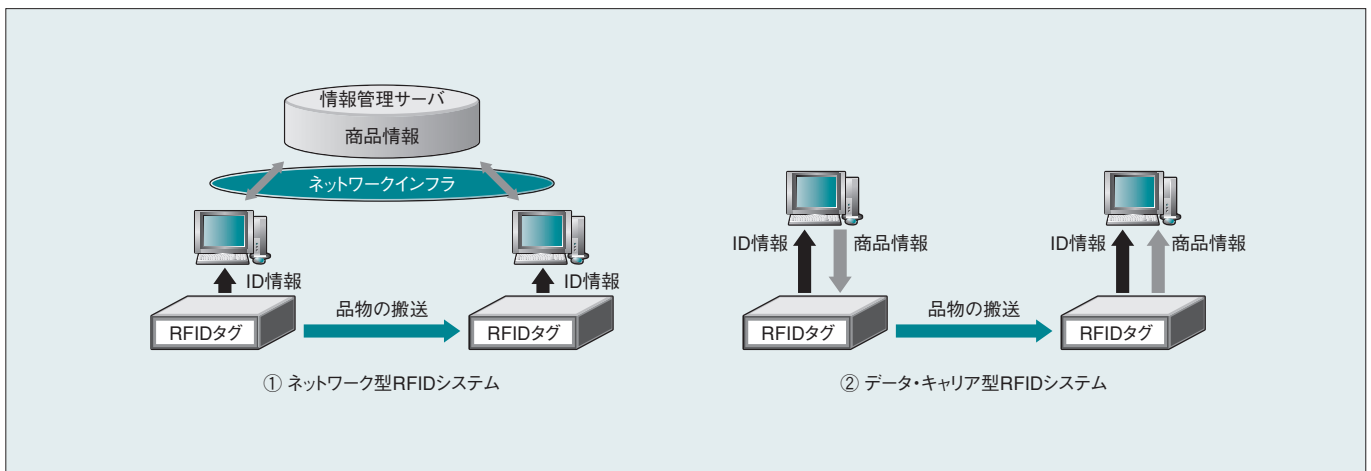 情報管理サーバ
商品情報
ネットワークインフラ
ID情報
ID情報
品物の搬送
RFIDタグ
RFIDタグ
① ネットワーク型RFIDシステム
ID情報
商品情報
ID情報
商品情報
品物の搬送
RFIDタグ
RFIDタグ
② データ・キャリア型RFIDシステム